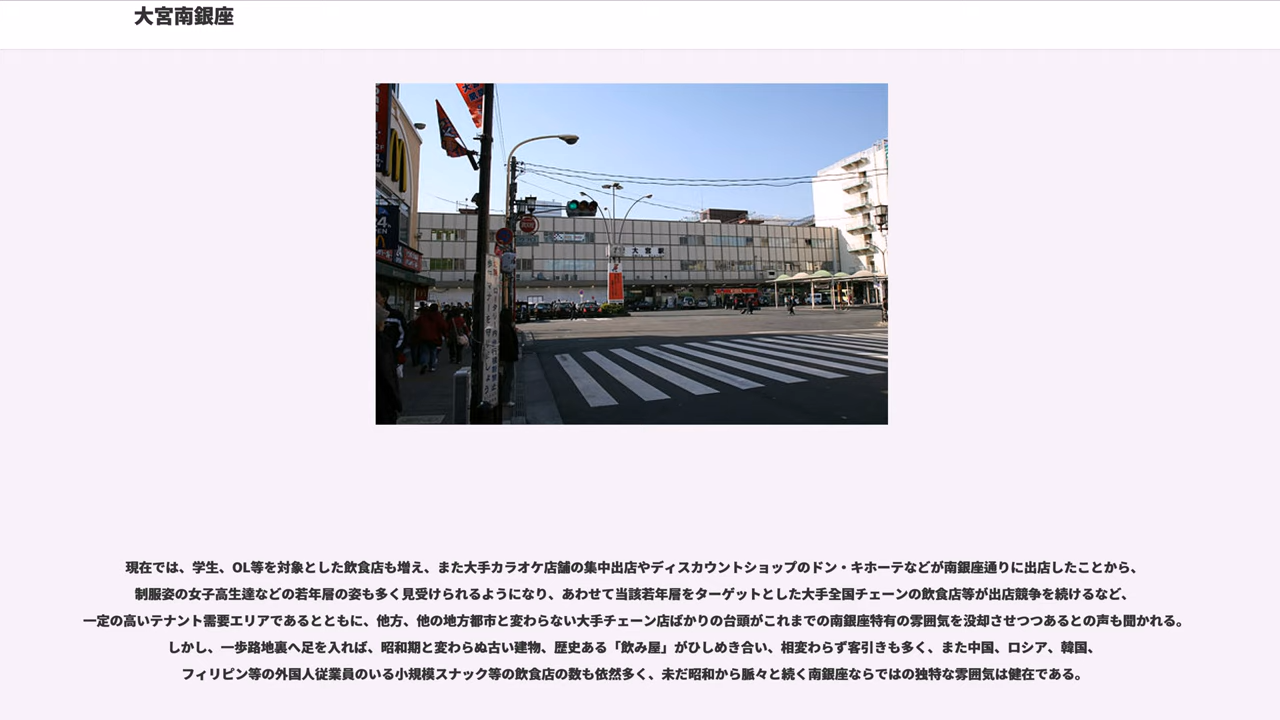 大宮南銀座
大宮駅
現在では、学生、OL等を対象とした飲食店も増え、また大手カラオケ店舗の集中出店やディスカウントショップのドン・キホーテなどが南銀座通りに出店したことから、
制服姿の女子高生達などの若年層の姿も多く見受けられるようになり、あわせて当該若年層をターゲットとした大手全国チェーンの飲食店等が出店競争を続けるなど、
一定の高いテナント需要エリアであるとともに、他方、他の地方都市と変わらない大手チェーン店ばかりの台頭がこれまでの南銀座特有の雰囲気を没却させつつあるとの声も聞かれる。
しかし、一歩路地裏へ足を入れば、昭和期と変わらぬ古い建物、歴史ある「飲み屋」がひしめき合い、相変わらず客引きも多く、また中国、ロシア、韓国、
フィリピン等の外国人従業員のいる小規模スナック等の飲食店の数も依然多く、未だ昭和から脈々と続く南銀座ならではの独特な雰囲気は健在である。